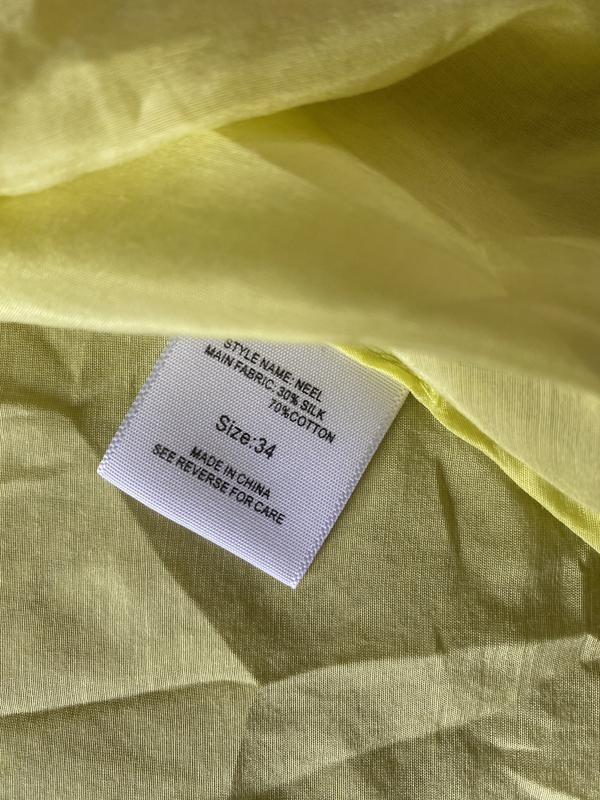 STYLE NAME: NEEL
MAIN FABRIC: 30% SILK
70%COTTON
Size:34
MADE IN CHINA
SEE REVERSE FOR CARE